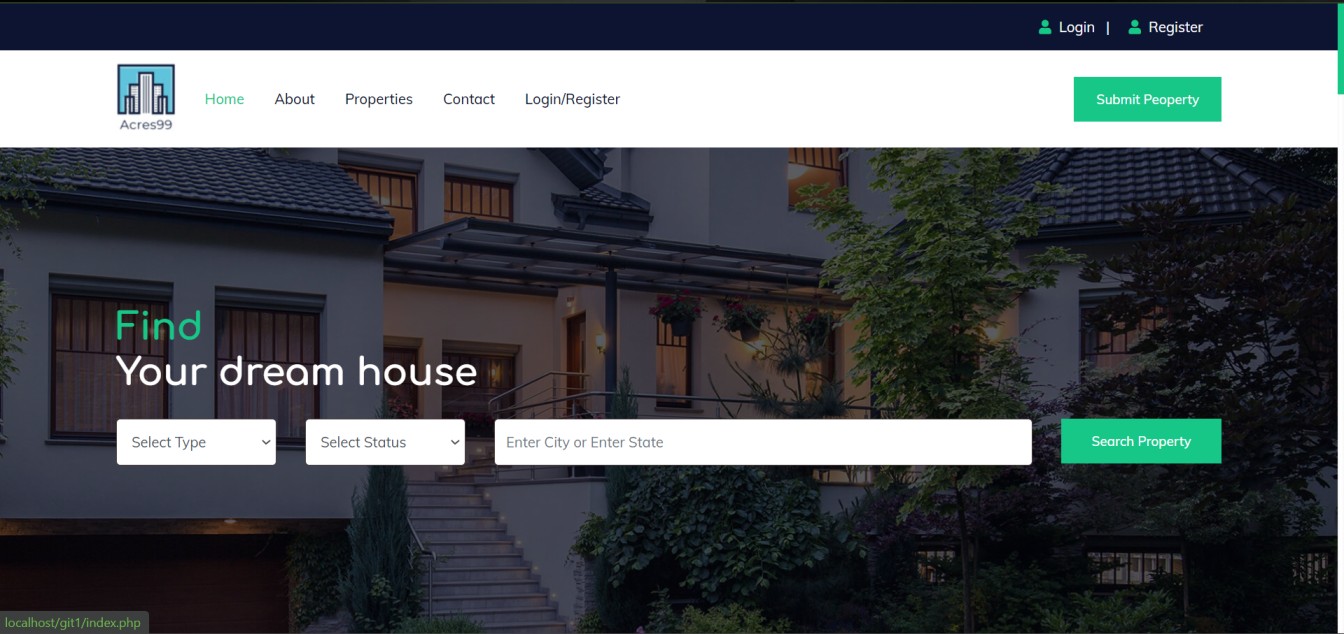 Login | Register
Acres99
Home About Properties Contact Login/Register
Submit Peoperty
Find
Your dream house
Select Type Select Status Enter City or Enter State Search Property
localhost/git1/index.php